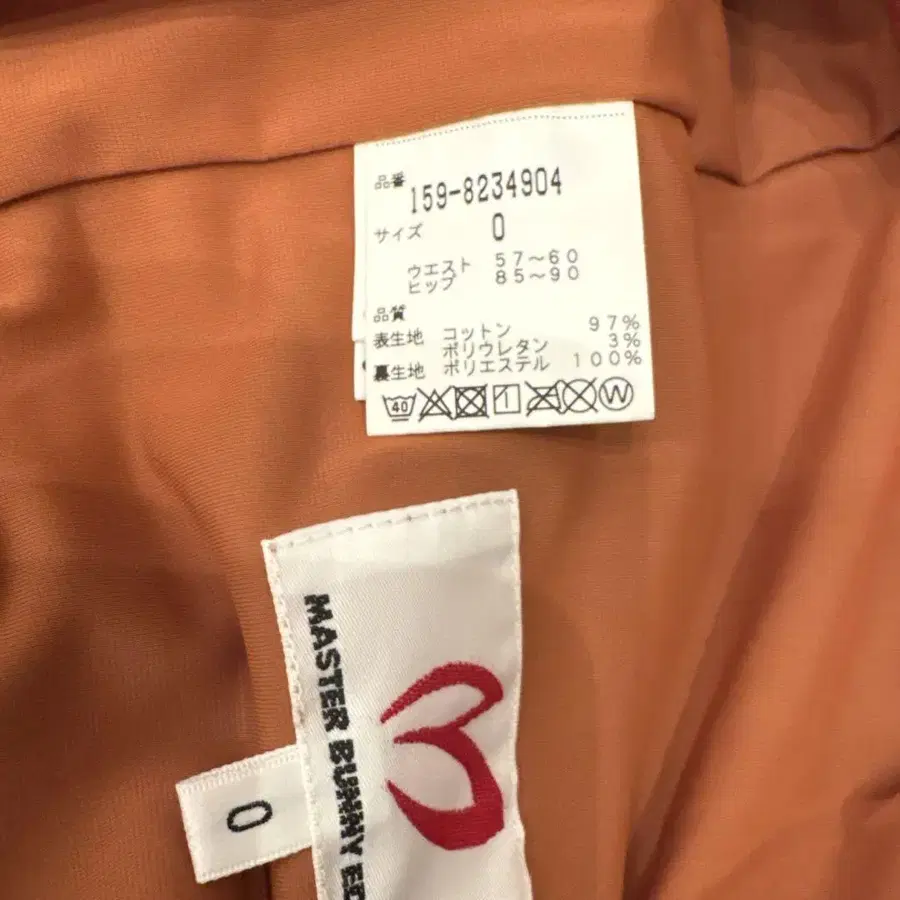 品番 159-8234904
サイズ 0
ウエスト 57〜60
ヒップ 85〜90
品質
表生地 コットン 97%
ポリウレタン 3%
裏生地 ポリエステル 100%
40 W
MASTER BUNNY ED
0